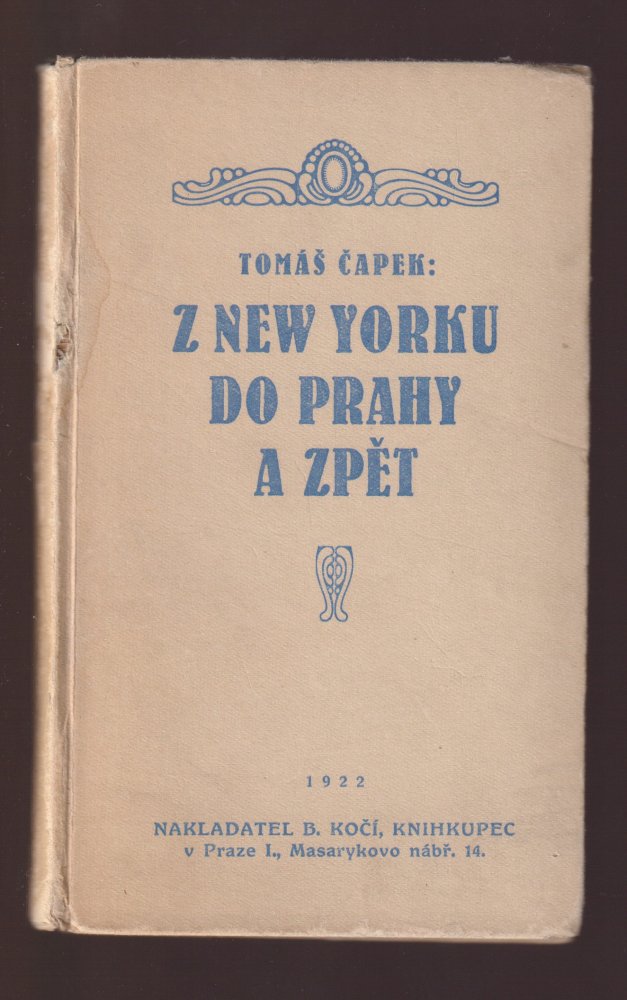 TOMÁŠ ČAPEK:
Z NEW YORKU
DO PRAHY
A ZPĚT
1922
NAKLADATEL B. KOČÍ, KNIHKUPEC
v Praze I., Masarykovo nábř. 14.